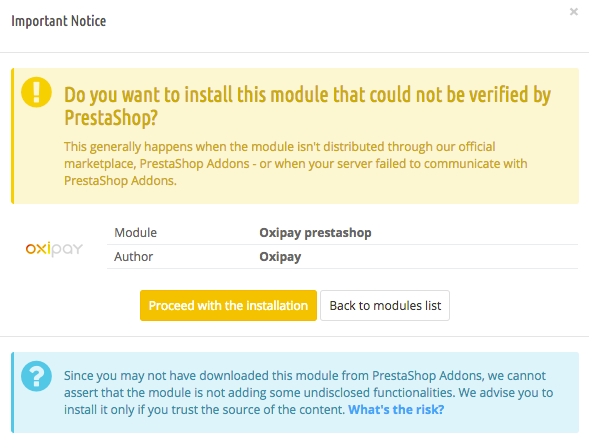 Important Notice
×
!
Do you want to install this module that could not be verified by
PrestaShop?
This generally happens when the module isn't distributed through our official
marketplace, PrestaShop Addons - or when your server failed to communicate with
PrestaShop Addons.
oxipay
Module Oxipay prestashop
Author Oxipay
Proceed with the installation Back to modules list
?
Since you may not have downloaded this module from PrestaShop Addons, we cannot
assert that the module is not adding some undisclosed functionalities. We advise you to
install it only if you trust the source of the content. What's the risk?